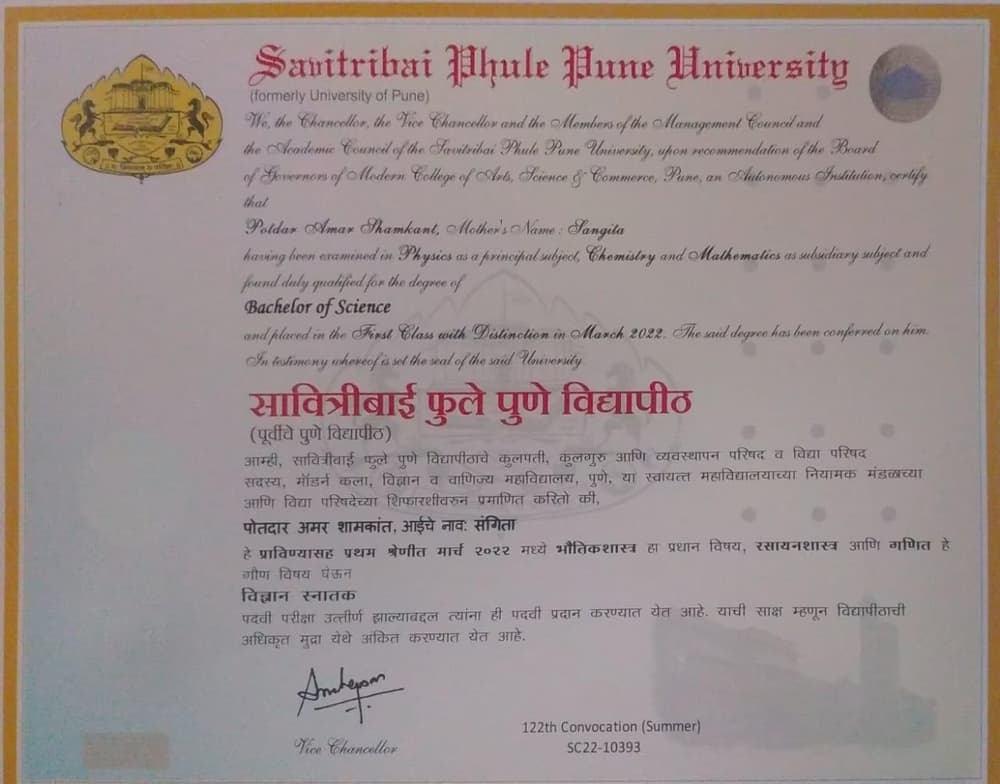 Savitribai Phule Pune University
(formerly University of Pune)
We, the Chancellor, the Vice Chancellor and the Members of the Management Council and
the Academic Council of the Savitribai Phule Pune University, upon recommendation of the Board
of Governors of Modern College of Arts, Science & Commerce, Pune, an Autonomous Institution, certify
that
Potdar Amar Shamkant, Mother's Name : Sangita
having been examined in Physics as a principal subject, Chemistry and Mathematics as subsidiary subject and
found duly qualified for the degree of
Bachelor of Science
and placed in the First Class with Distinction in March 2022. The said degree has been conferred on him.
In testimony whereof is set the seal of the said University.
सावित्रीबाई फुले पुणे विद्यापीठ
(पूर्वीचे पुणे विद्यापीठ)
आम्ही, सावित्रीबाई फुले पुणे विद्यापीठाचे कुलपती, कुलगुरु आणि व्यवस्थापन परिषद व विद्या परिषद
सदस्य, मॉडर्न कला, विज्ञान व वाणिज्य महाविद्यालय, पुणे, या स्वायत्त महाविद्यालयाच्या नियामक मंडळाच्या
आणि विद्या परिषदेच्या शिफारशीवरुन प्रमाणित करितो की,
पोतदार अमर शामकांत, आईचे नाव: संगिता
हे प्राविण्यासह प्रथम श्रेणीत मार्च २०२२ मध्ये भौतिकशास्त्र हा प्रधान विषय, रसायनशास्त्र आणि गणित हे
गौण विषय घेऊन
विज्ञान स्नातक
पदवी परीक्षा उत्तीर्ण झाल्याबद्दल त्यांना ही पदवी प्रदान करण्यात येत आहे. याची साक्ष म्हणून विद्यापीठाची
अधिकृत मुद्रा येथे अंकित करण्यात येत आहे.
Vice Chancellor
122th Convocation (Summer)
SC22-10393